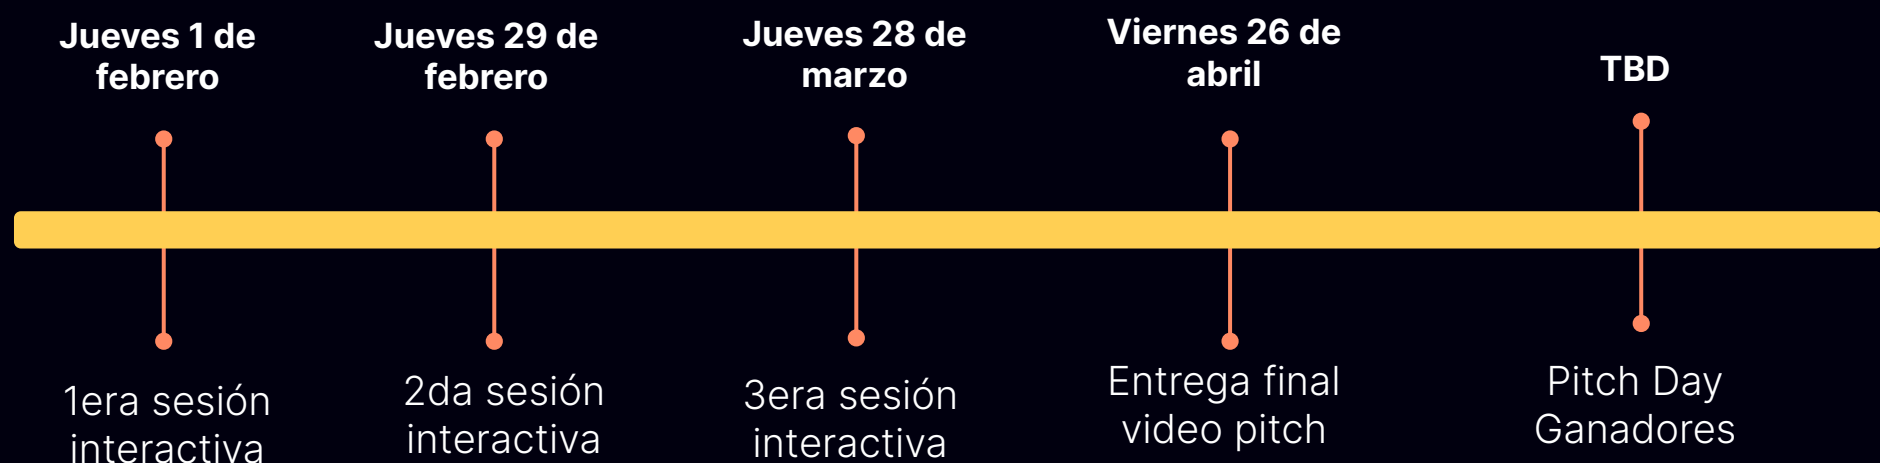 Jueves 1 de
febrero
Jueves 29 de
febrero
Jueves 28 de
marzo
Viernes 26 de
abril
TBD
1era sesión
interactiva
2da sesión
interactiva
3era sesión
interactiva
Entrega final
video pitch
Pitch Day
Ganadores